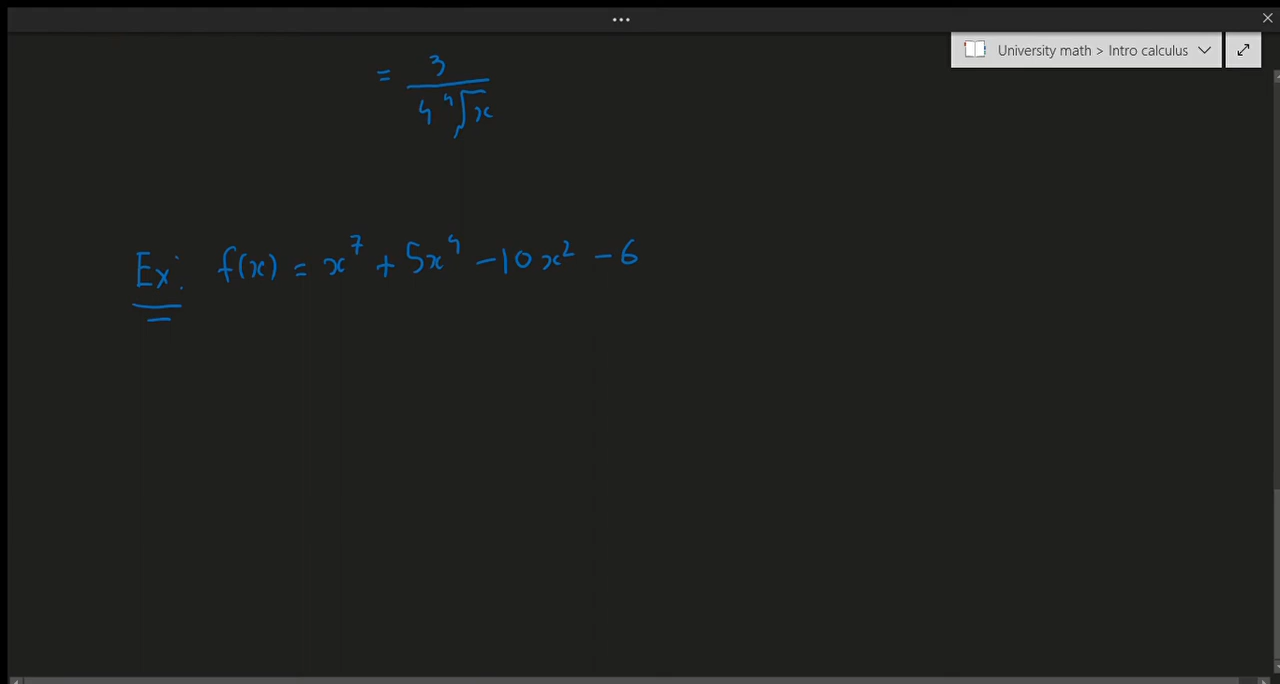 University math > Intro calculus
= 3 / 4 ⁴√x
Ex: f(x) = x⁷ + 5x⁴ − 10x² − 6